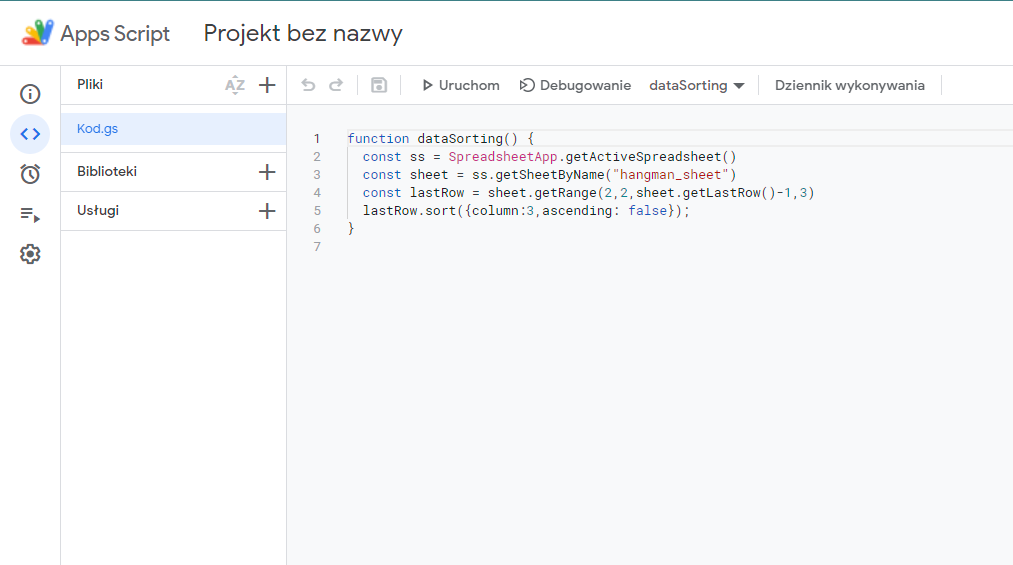 Apps Script Projekt bez nazwy
Pliki AZ
Uruchom Debugowanie dataSorting Dziennik wykonywania
Kod.gs
Biblioteki
Usługi
1 function dataSorting() {
2 const ss = SpreadsheetApp.getActiveSpreadsheet()
3 const sheet = ss.getSheetByName("hangman_sheet")
4 const lastRow = sheet.getRange(2,2,sheet.getLastRow()-1,3)
5 lastRow.sort({column:3,ascending: false});
6 }
7